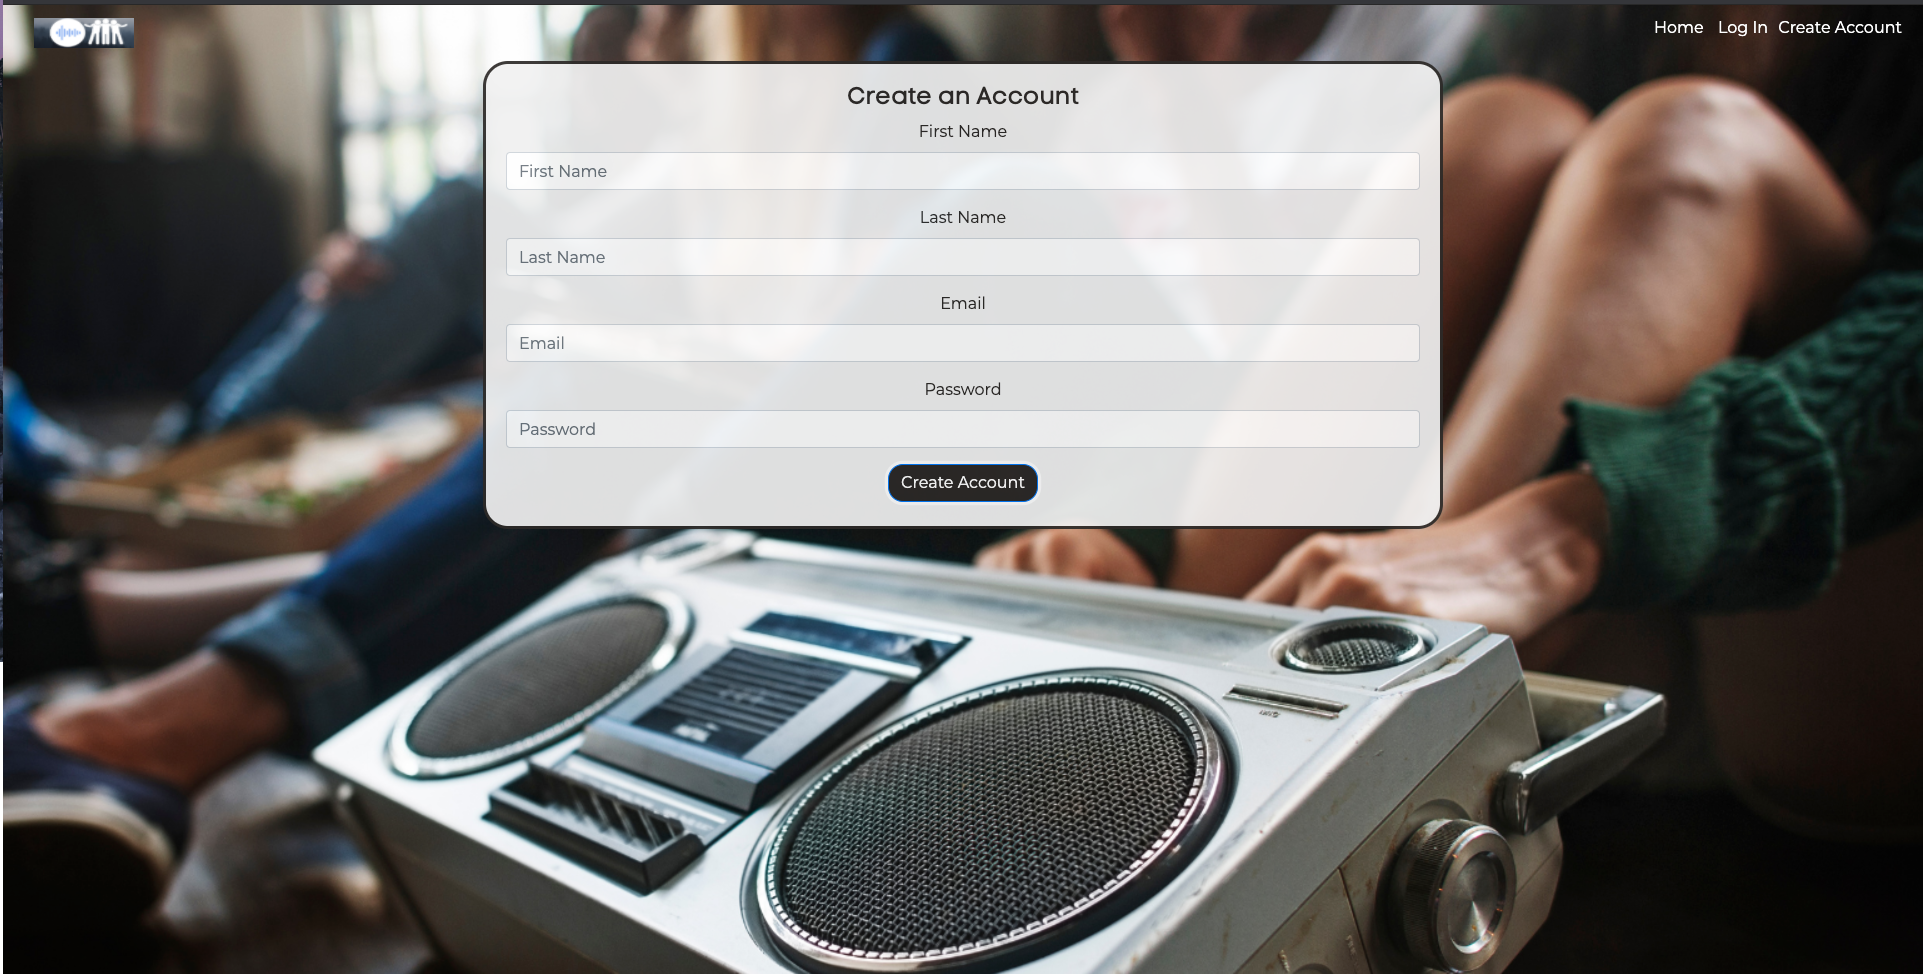 Home Log In Create Account
Create an Account
First Name
First Name
Last Name
Last Name
Email
Email
Password
Password
Create Account